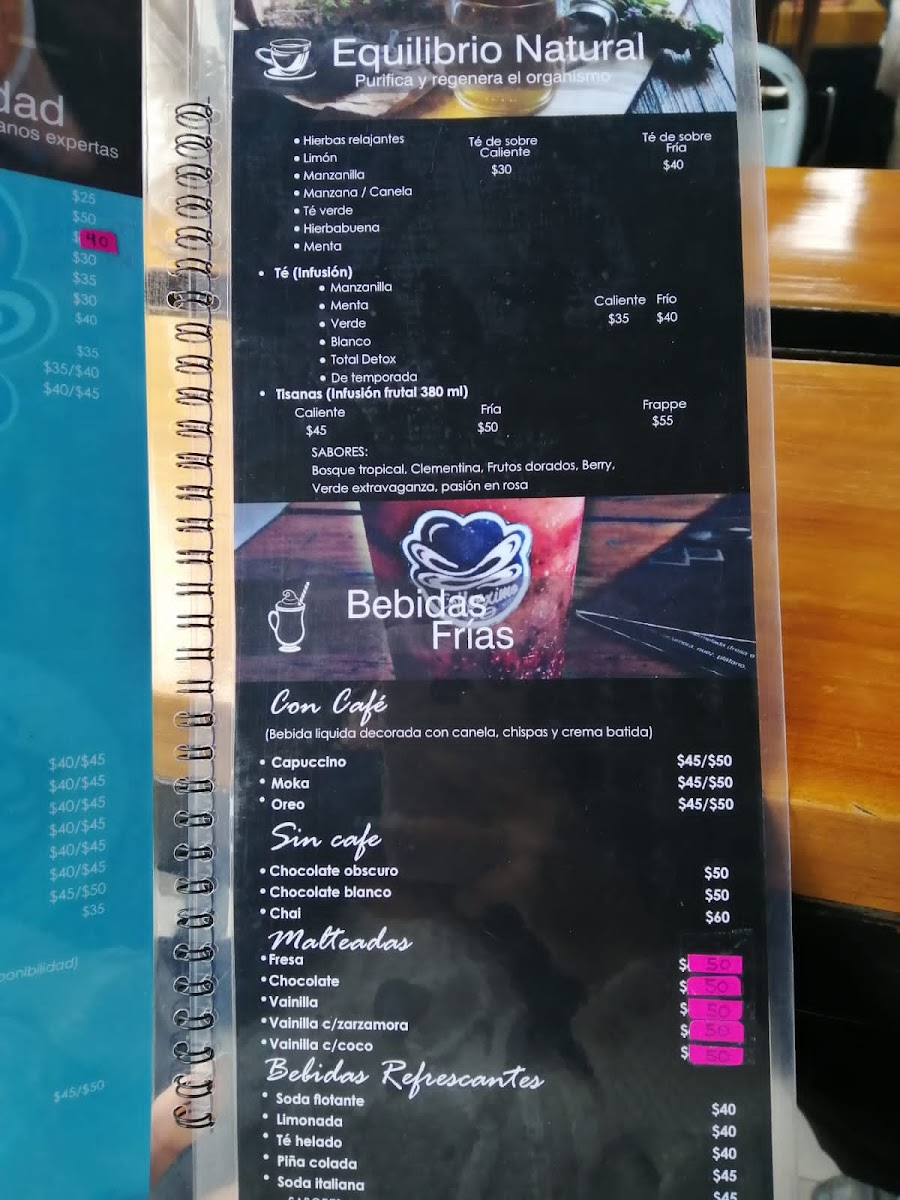 dad
anos expertas
$25
$50
$40
$30
$35
$30
$40
$35
$35/$40
$40/$45
$40/$45
$40/$45
$40/$45
$40/$45
$40/$45
$40/$45
$45/$50
$35
ponibilidad)
$45/$50
Equilibrio Natural
Purifica y regenera el organismo
• Hierbas relajantes
• Limón
• Manzanilla
• Manzana / Canela
• Té verde
• Hierbabuena
• Menta
Té de sobre
Caliente
$30
Té de sobre
Fría
$40
• Té (Infusión)
• Manzanilla
• Menta
• Verde
• Blanco
• Total Detox
• De temporada
Caliente Frío
$35 $40
• Tisanas (Infusión frutal 380 ml)
Caliente Fría Frappe
$45 $50 $55
SABORES:
Bosque tropical, Clementina, Frutos dorados, Berry,
Verde extravaganza, pasión en rosa
Bebidas
Frías
nuez, platano.
Con Café
(Bebida liquida decorada con canela, chispas y crema batida)
• Capuccino $45/$50
• Moka $45/$50
• Oreo $45/$50
Sin cafe
• Chocolate obscuro $50
• Chocolate blanco $50
• Chai $60
Malteadas
• Fresa $50
• Chocolate $50
• Vainilla $50
• Vainilla c/zarzamora $50
• Vainilla c/coco $50
Bebidas Refrescantes
• Soda flotante $40
• Limonada $40
• Té helado $40
• Piña colada $45
• Soda italiana $45
SABORES